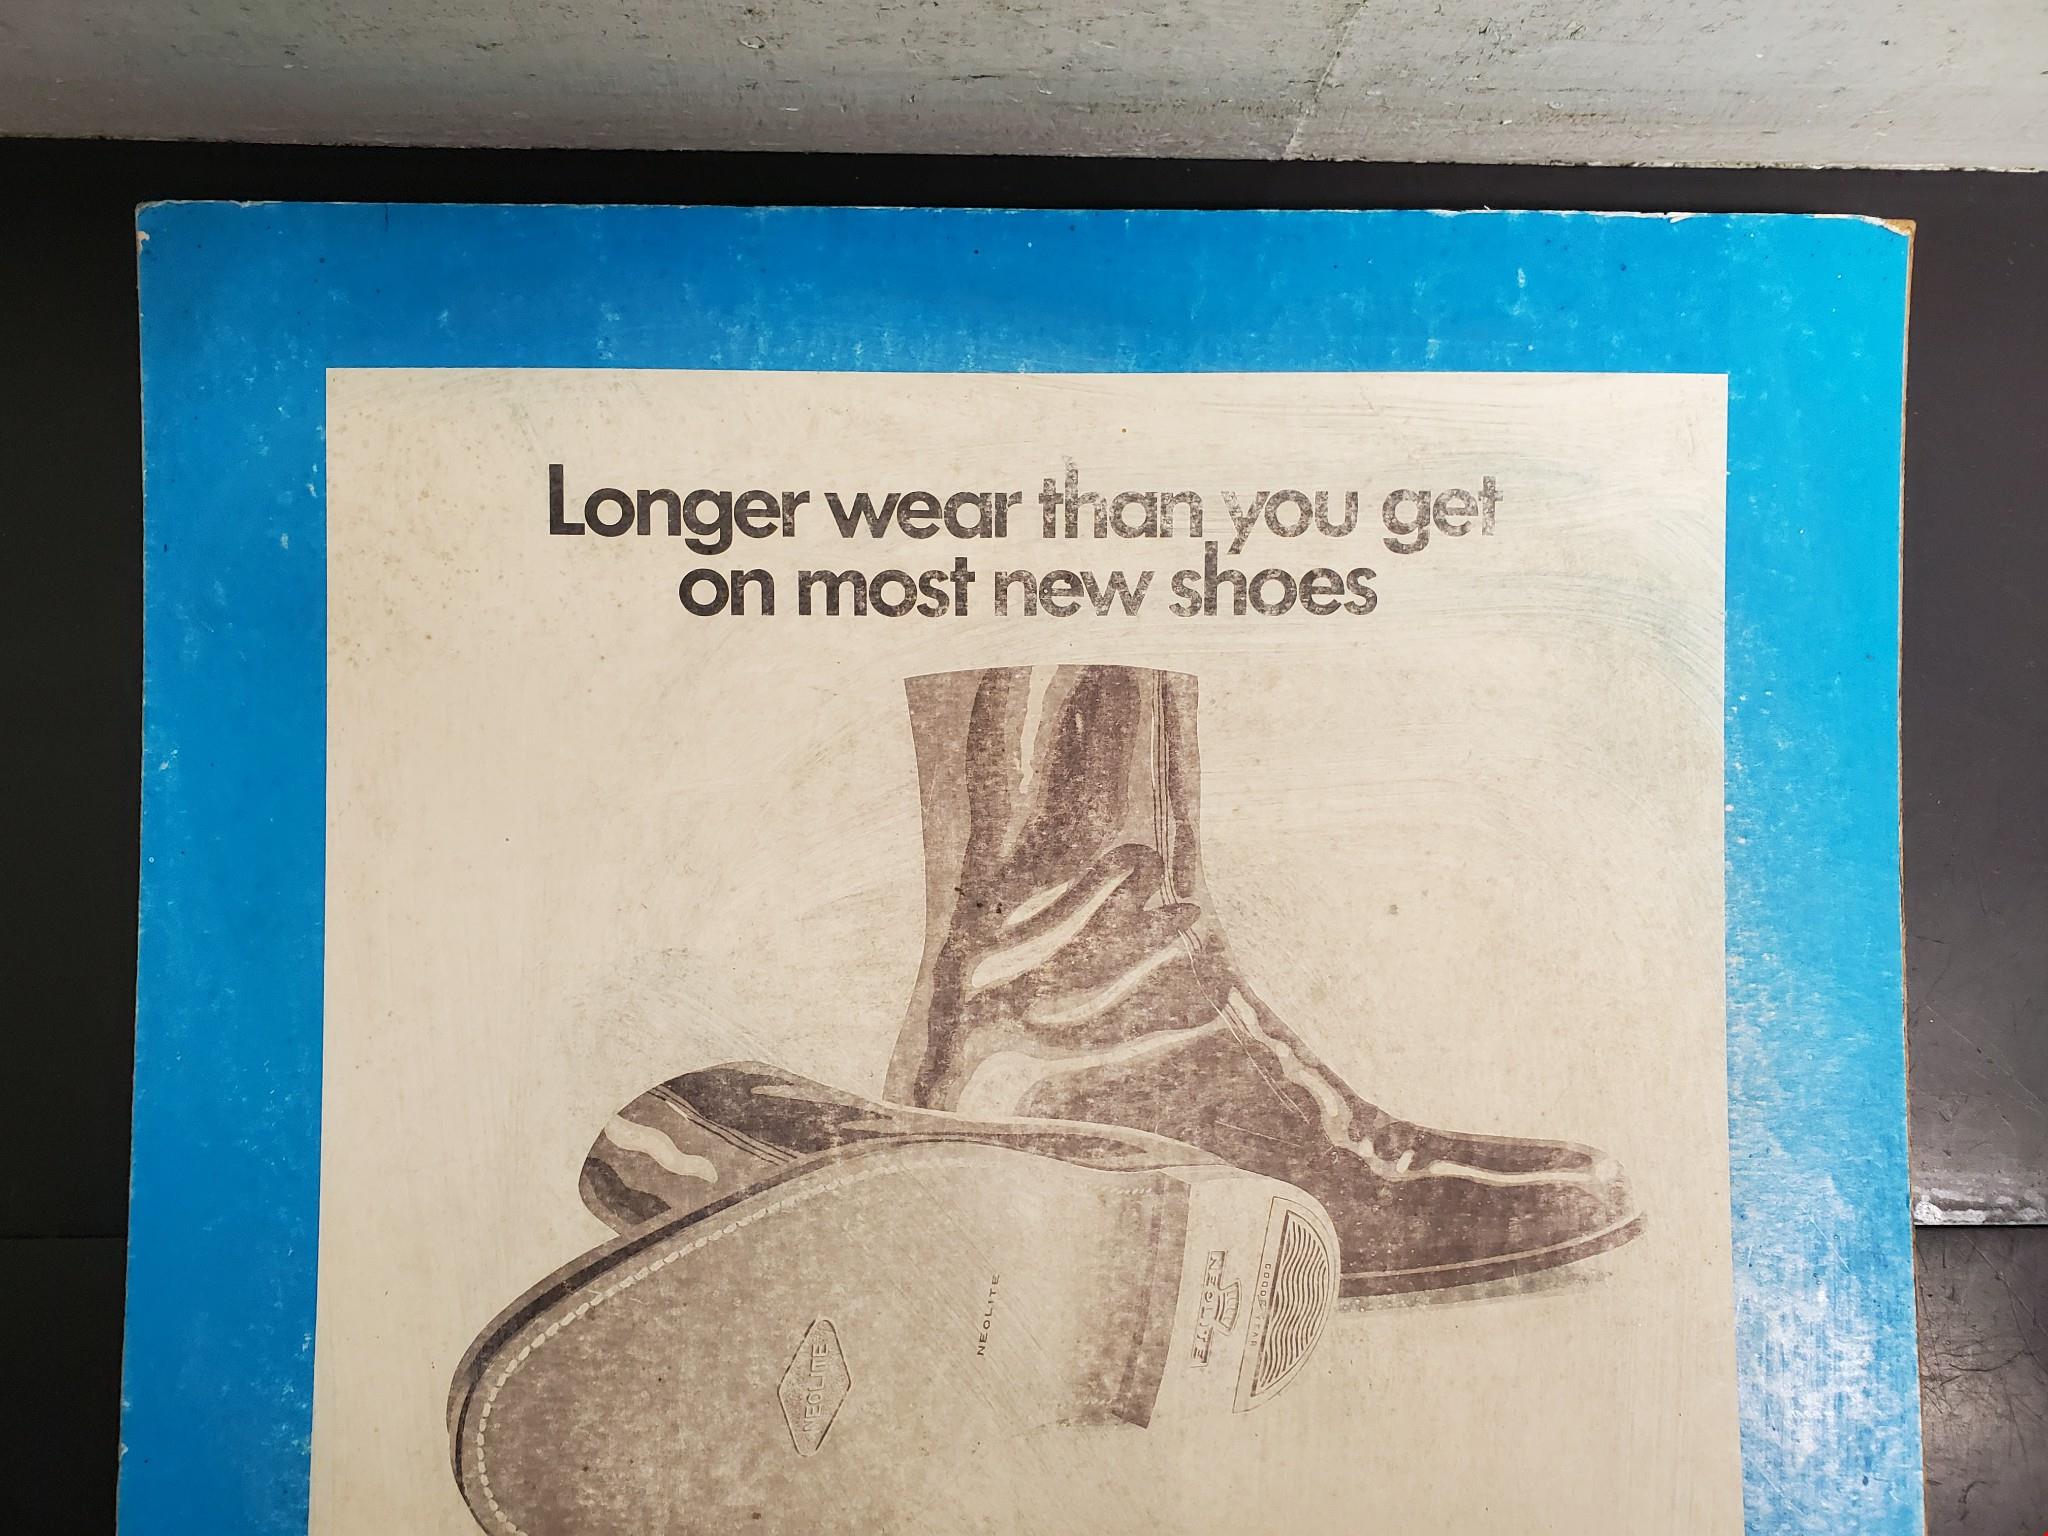 Longer wear than you get
on most new shoes
NEOLITE
NEOLITE
NEOLITE
GOODYEAR